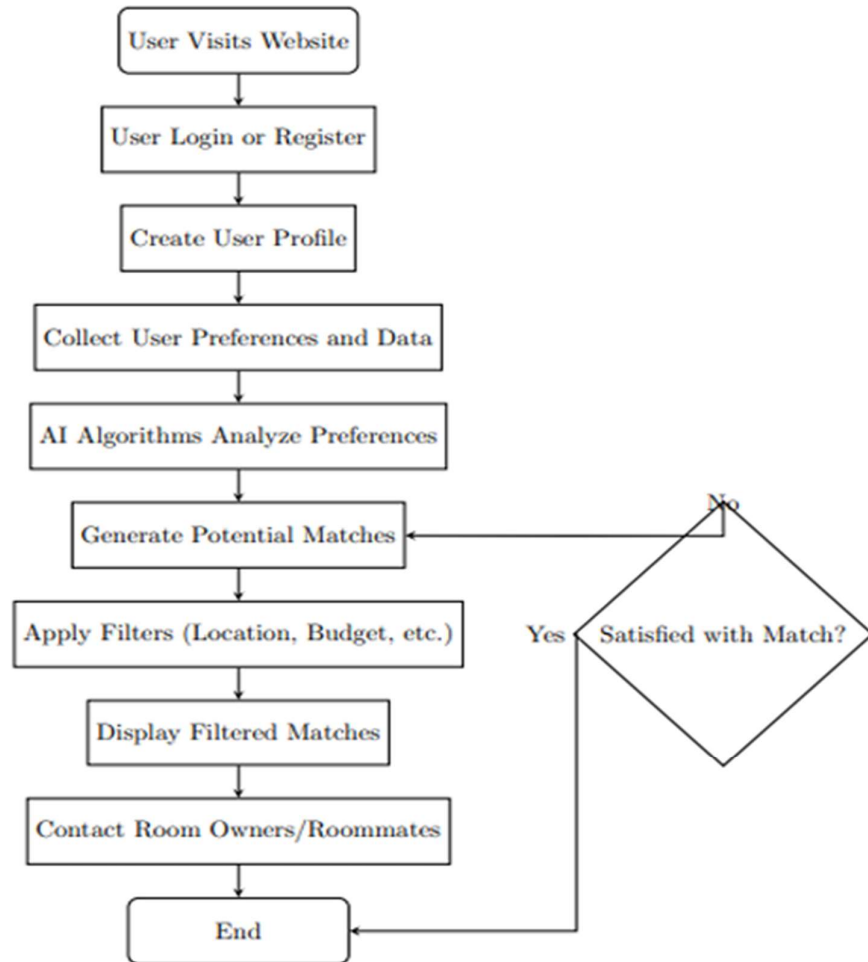 User Visits Website
User Login or Register
Create User Profile
Collect User Preferences and Data
AI Algorithms Analyze Preferences
No
Generate Potential Matches
Apply Filters (Location, Budget, etc.)
Yes
Satisfied with Match?
Display Filtered Matches
Contact Room Owners/Roommates
End